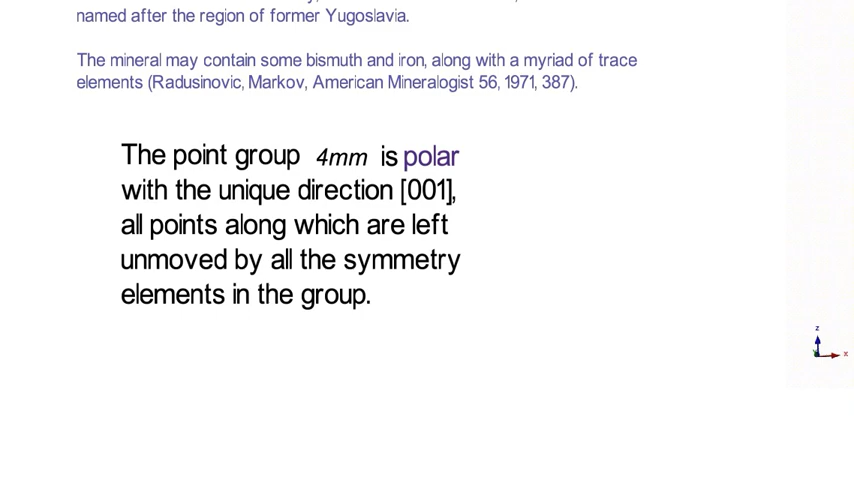 named after the region of former Yugoslavia.
The mineral may contain some bismuth and iron, along with a myriad of trace
elements (Radusinovic, Markov, American Mineralogist 56, 1971, 387).
The point group 4mm is polar
with the unique direction [001],
all points along which are left
unmoved by all the symmetry
elements in the group.
z
x